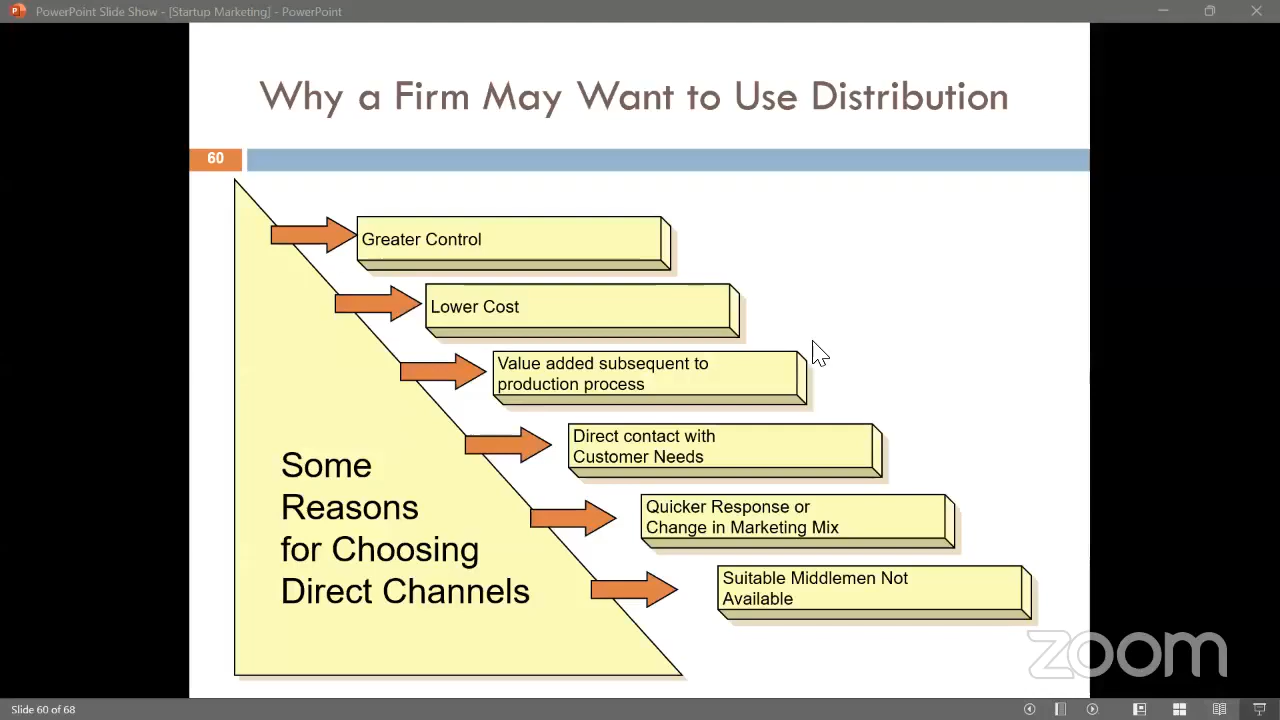 PowerPoint Slide Show - [Startup Marketing] - PowerPoint
Why a Firm May Want to Use Distribution
60
Greater Control
Lower Cost
Value added subsequent to
production process
Direct contact with
Customer Needs
Quicker Response or
Change in Marketing Mix
Suitable Middlemen Not
Available
Some
Reasons
for Choosing
Direct Channels
zoom
Slide 60 of 68